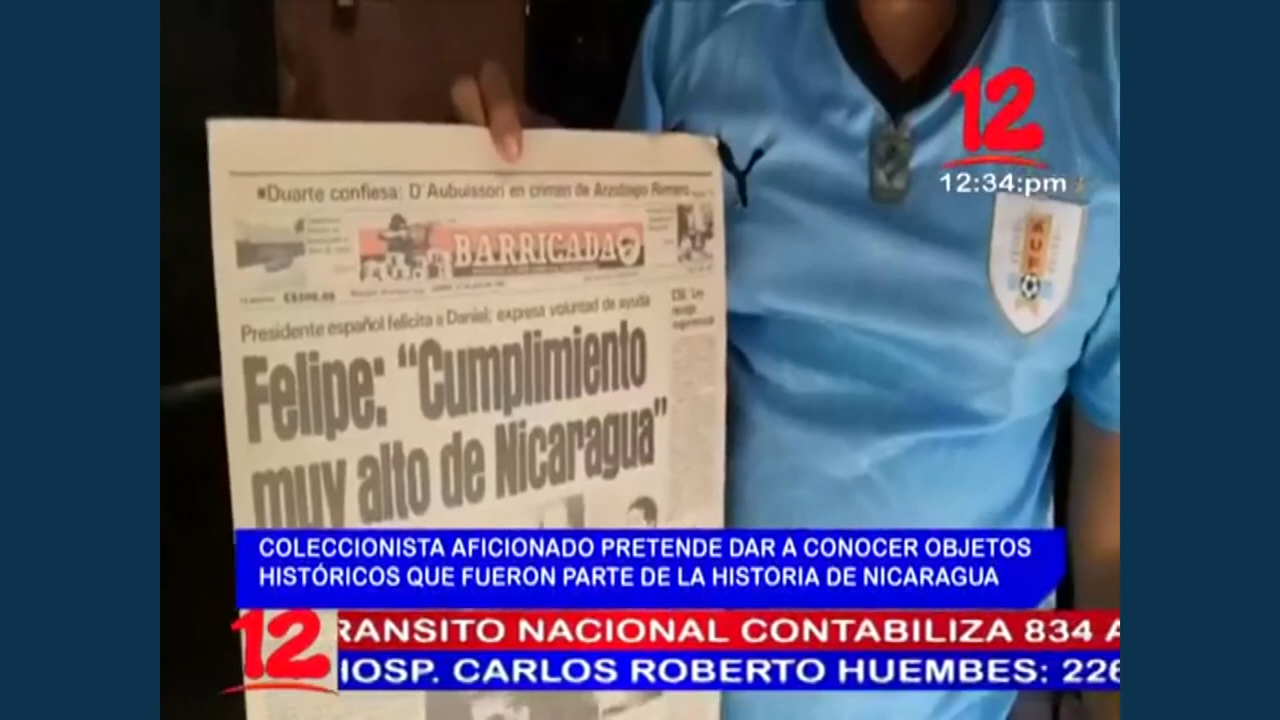 12
12:34:pm
*Duarte confiesa: D'Aubuisson en crimen de Arzobispo Romero
BARRICADA
Presidente español felicita a Daniel; expresa voluntad de ayuda
Felipe: "Cumplimiento
muy alto de Nicaragua"
AUF
COLECCIONISTA AFICIONADO PRETENDE DAR A CONOCER OBJETOS
HISTÓRICOS QUE FUERON PARTE DE LA HISTORIA DE NICARAGUA
12
RANSITO NACIONAL CONTABILIZA 834 A
HOSP. CARLOS ROBERTO HUEMBES: 226